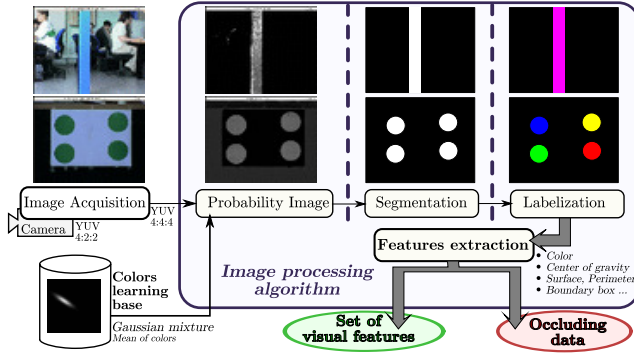 Image Acquisition
YUV
4:4:4
Probability Image
Segmentation
Labelization
Camera
YUV
4:2:2
Features extraction
• Color
• Center of gravity
• Surface, Perimeter
• Boundary box ...
Image processing
algorithm
Colors
learning
base
Gaussian mixture
Mean of colors
Set of
visual features
Occluding
data